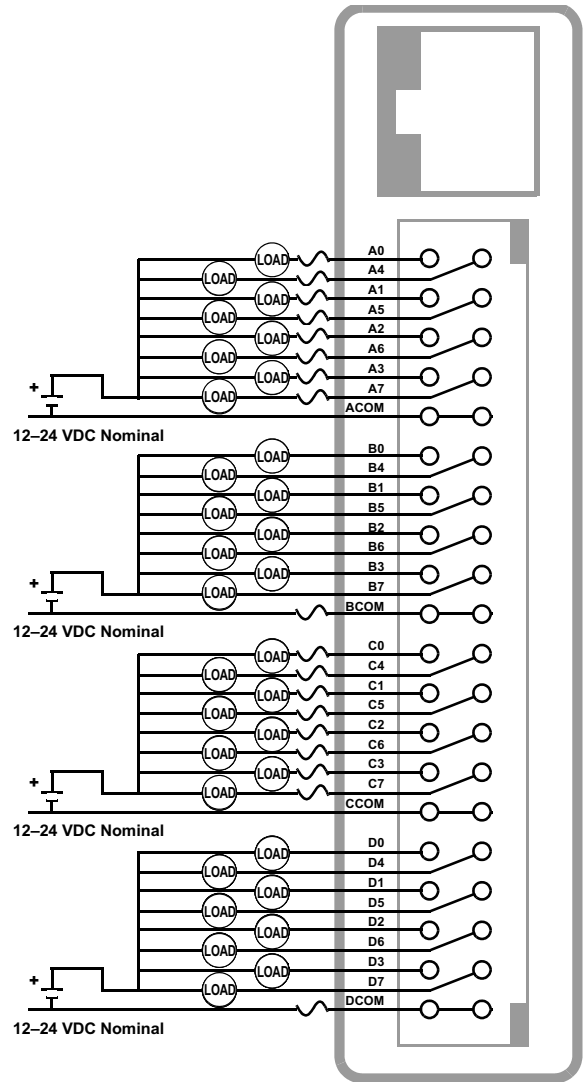 LOAD A0
LOAD A4
LOAD A1
LOAD A5
LOAD A2
LOAD A6
LOAD A3
+ LOAD A7
ACOM
12–24 VDC Nominal
LOAD B0
LOAD B4
LOAD B1
LOAD B5
LOAD B2
LOAD B6
LOAD B3
+ LOAD B7
BCOM
12–24 VDC Nominal
LOAD C0
LOAD C4
LOAD C1
LOAD C5
LOAD C2
LOAD C6
LOAD C3
+ LOAD C7
CCOM
12–24 VDC Nominal
LOAD D0
LOAD D4
LOAD D1
LOAD D5
LOAD D2
LOAD D6
LOAD D3
+ LOAD D7
DCOM
12–24 VDC Nominal